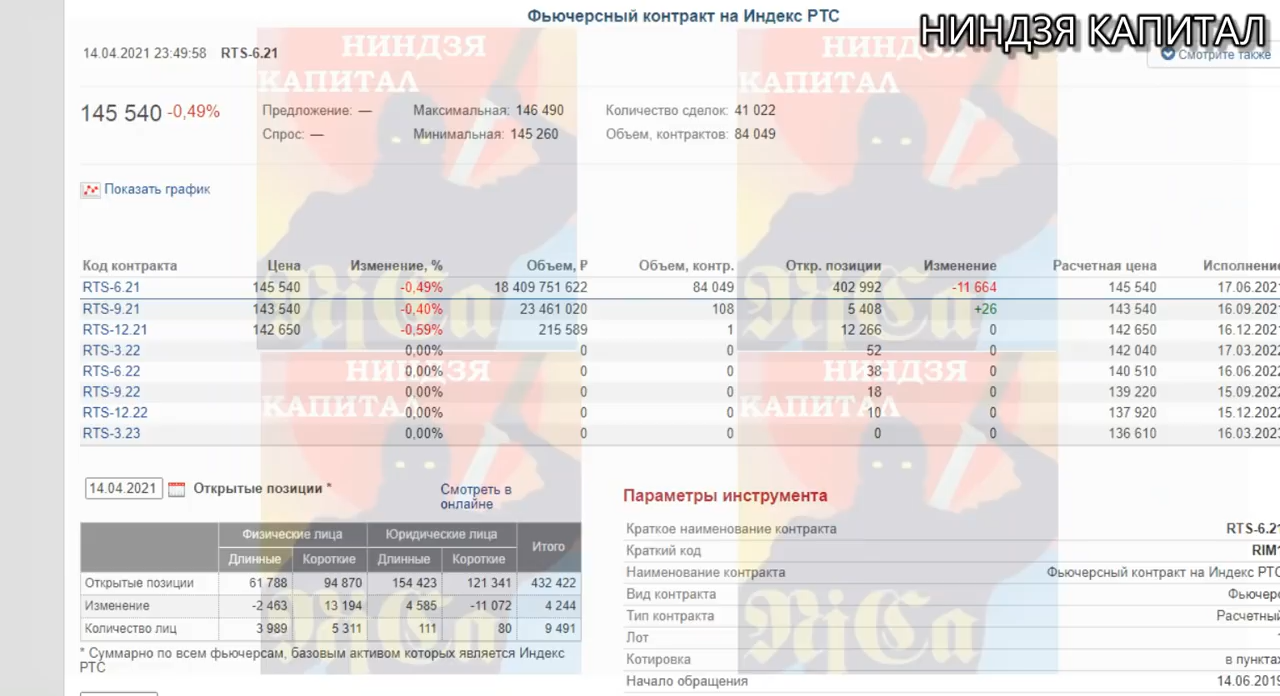 Фьючерсный контракт на Индекс РТС
НИНДЗЯ КАПИТАЛ
14.04.2021 23:49:58 RTS-6.21
Смотрите также
НИНДЗЯ
КАПИТАЛ
НИНДЗ
КАПИТАЛ
145 540 -0,49% Предложение: — Максимальная: 146 490 Количество сделок: 41 022
Спрос: — Минимальная: 145 260 Объем, контрактов: 84 049
Показать график
Код контракта Цена Изменение, % Объем, ₽ Объем, контр. Откр. позиции Изменение Расчетная цена Исполнение
RTS-6.21 145 540 -0,49% 18 409 751 622 84 049 402 992 -11 664 145 540 17.06.2021
RTS-9.21 143 540 -0,40% 23 461 020 108 5 408 +26 143 540 16.09.2021
RTS-12.21 142 650 -0,59% 215 589 1 12 266 0 142 650 16.12.2021
RTS-3.22 0,00% 0 0 52 0 142 040 17.03.2022
RTS-6.22 0,00% 0 0 38 0 140 510 16.06.2022
RTS-9.22 0,00% 0 0 18 0 139 220 15.09.2022
RTS-12.22 0,00% 0 0 10 0 137 920 15.12.2022
RTS-3.23 0,00% 0 0 0 0 136 610 16.03.2023
НИНДЗЯ
КАПИТАЛ
НИНДЗЯ
КАПИТАЛ
14.04.2021 Открытые позиции * Смотреть в
онлайне
Физические лица Юридические лица Итого
Длинные Короткие Длинные Короткие
Открытые позиции 61 788 94 870 154 423 121 341 432 422
Изменение -2 463 13 194 4 585 -11 072 4 244
Количество лиц 3 989 5 311 111 80 9 491
* Суммарно по всем фьючерсам, базовым активом которых является Индекс
РТС
Параметры инструмента
Краткое наименование контракта RTS-6.21
Краткий код RIM1
Наименование контракта Фьючерсный контракт на Индекс РТС
Вид контракта Фьючерс
Тип контракта Расчетный
Лот
Котировка в пунктах
Начало обращения 14.06.2019